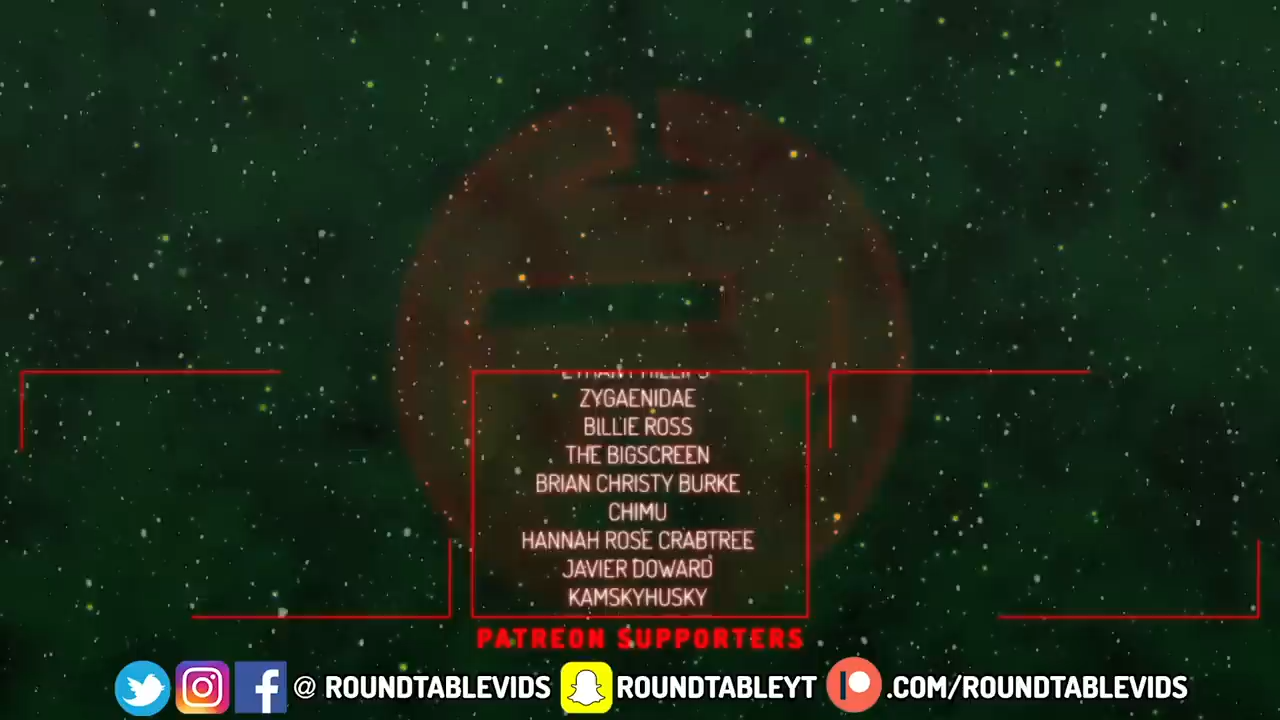 ZYGAENIDAE
BILLIE ROSS
THE BIGSCREEN
BRIAN CHRISTY BURKE
CHIMU
HANNAH ROSE CRABTREE
JAVIER DOWARD
KAMSKYHUSKY
PATREON SUPPORTERS
@ ROUNDTABLEVIDS ROUNDTABLEYT .COM/ROUNDTABLEVIDS